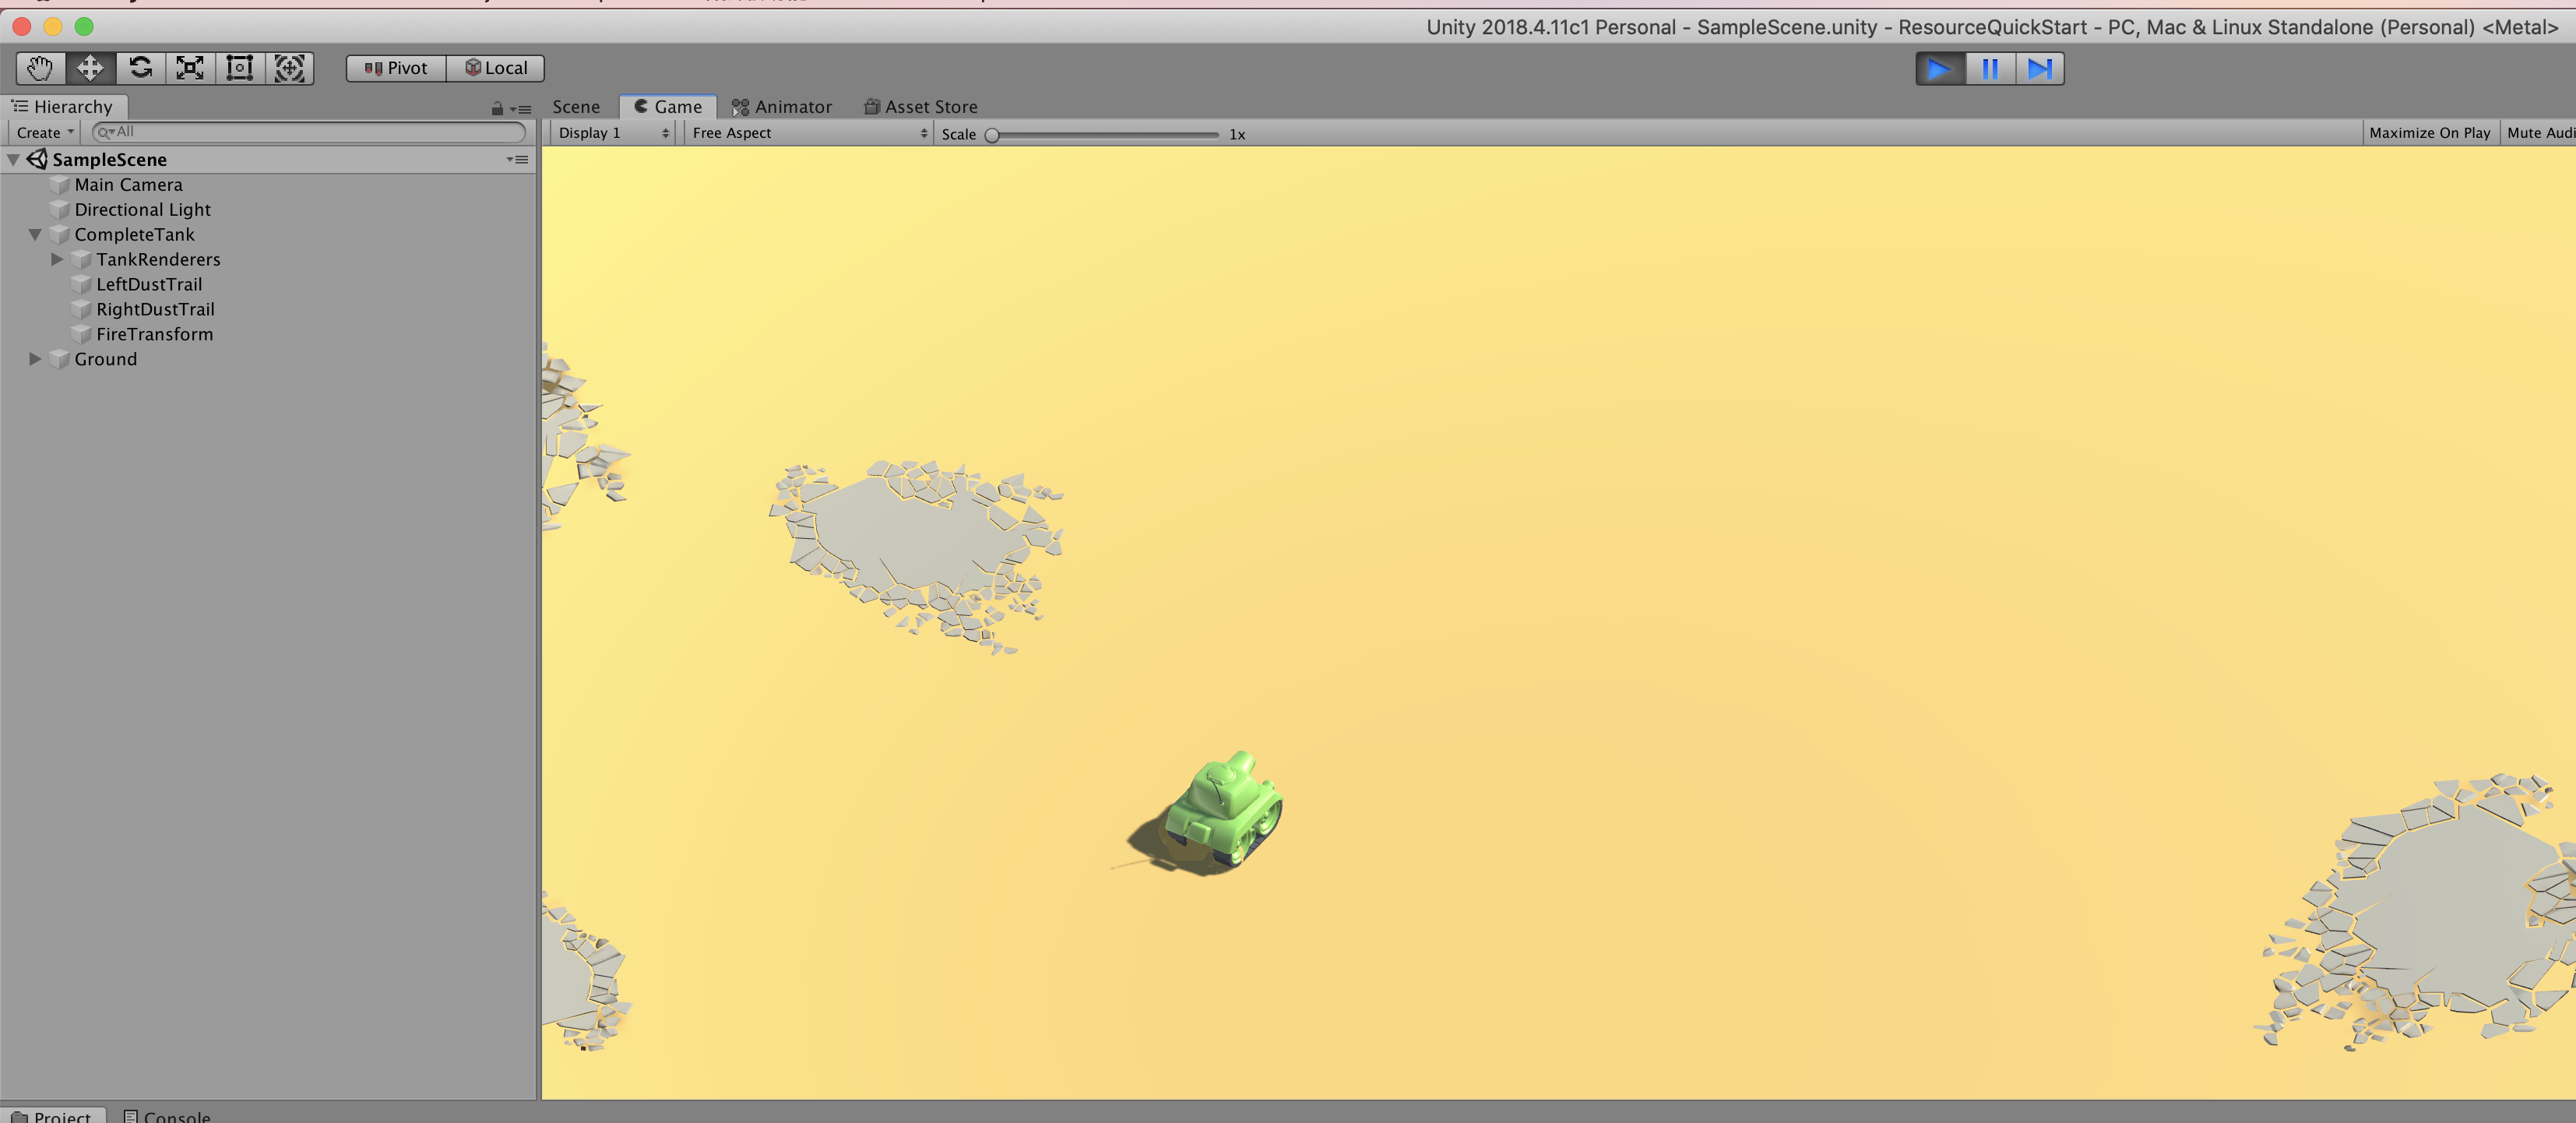 Unity 2018.4.11c1 Personal - SampleScene.unity - ResourceQuickStart - PC, Mac & Linux Standalone (Personal) <Metal>
Pivot Local
Hierarchy
Scene Game Animator Asset Store
Create All
Display 1 Free Aspect Scale 1x Maximize On Play Mute Audi
SampleScene
Main Camera
Directional Light
CompleteTank
TankRenderers
LeftDustTrail
RightDustTrail
FireTransform
Ground
Project Console